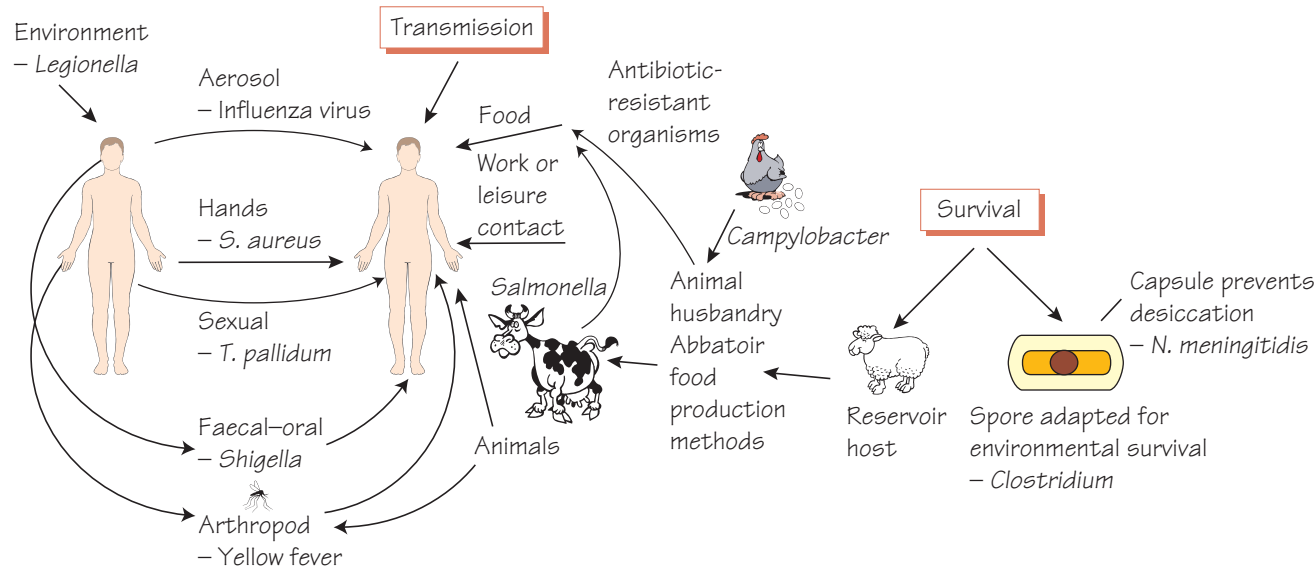 Environment
– Legionella
Transmission
Aerosol
– Influenza virus
Hands
– S. aureus
Sexual
– T. pallidum
Faecal–oral
– Shigella
Arthropod
– Yellow fever
Food
Work or
leisure
contact
Antibiotic-
resistant
organisms
Campylobacter
Salmonella
Animals
Animal
husbandry
Abbatoir
food
production
methods
Survival
Reservoir
host
Capsule prevents
desiccation
– N. meningitidis
Spore adapted for
environmental survival
– Clostridium